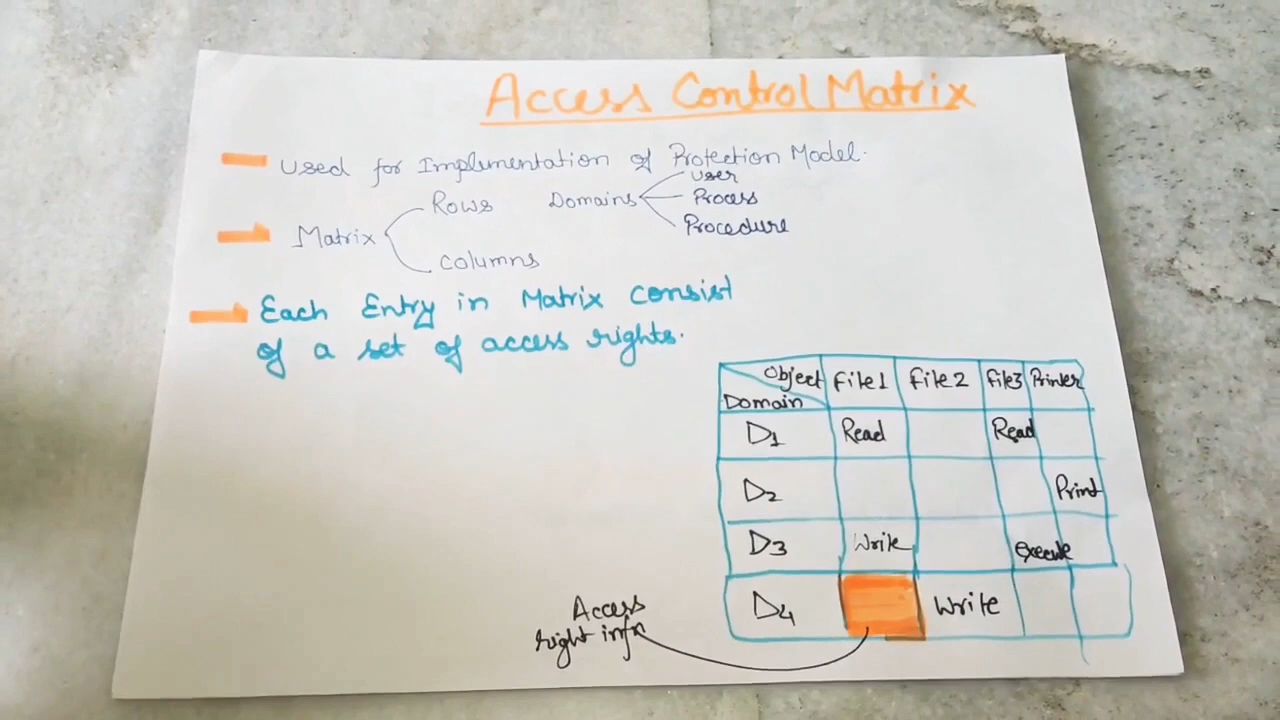 Access Control Matrix
Used for Implementation of Protection Model.
Matrix
Rows
Domains
User
Process
Procedure
Columns
Each Entry in Matrix consist
of a set of access rights.
Object
Domain
File1
File2
File3
Printer
D1 Read Read
D2 Print
D3 Write execute
D4 Write
Access
right infn